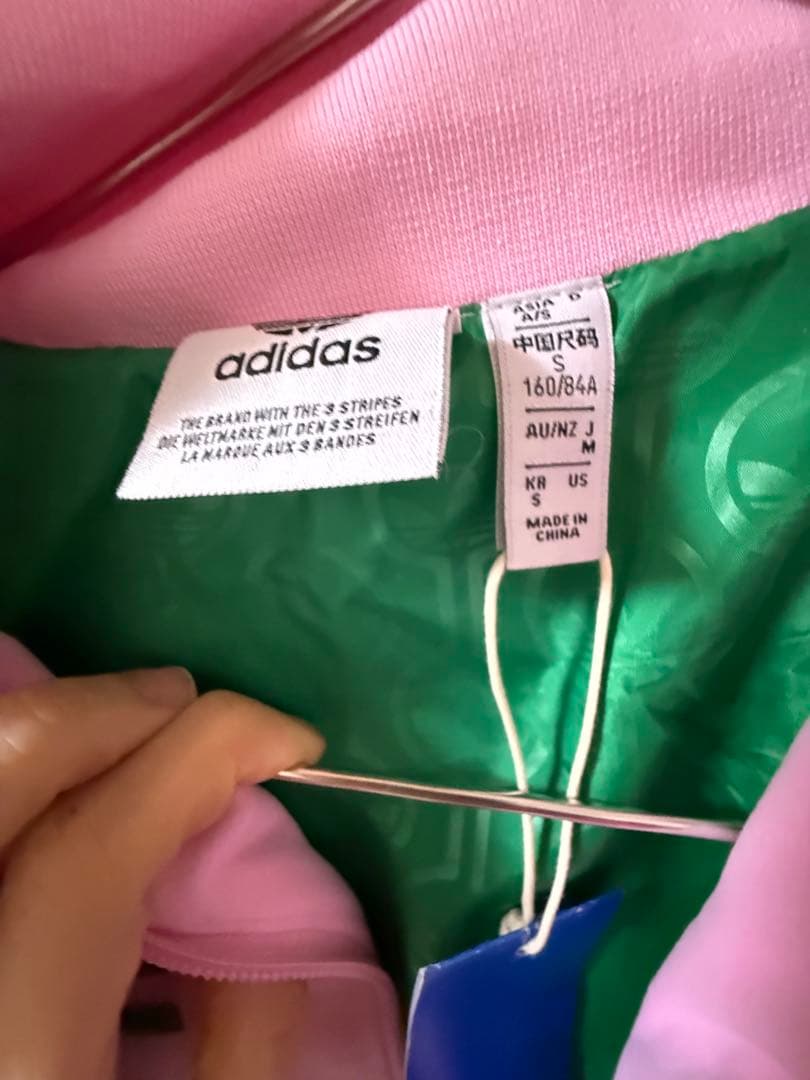 adidas
THE BRAND WITH THE 3 STRIPES
DIE WELTMARKE MIT DEN 3 STREIFEN
LA MARQUE AUX 3 BANDES
ASIA D
A/S
中国尺码
S
160/84A
AU/NZ J
M
KR US
S
MADE IN
CHINA